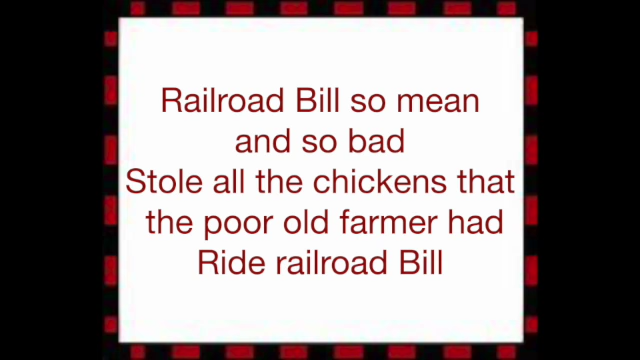 Railroad Bill so mean
and so bad
Stole all the chickens that
the poor old farmer had
Ride railroad Bill